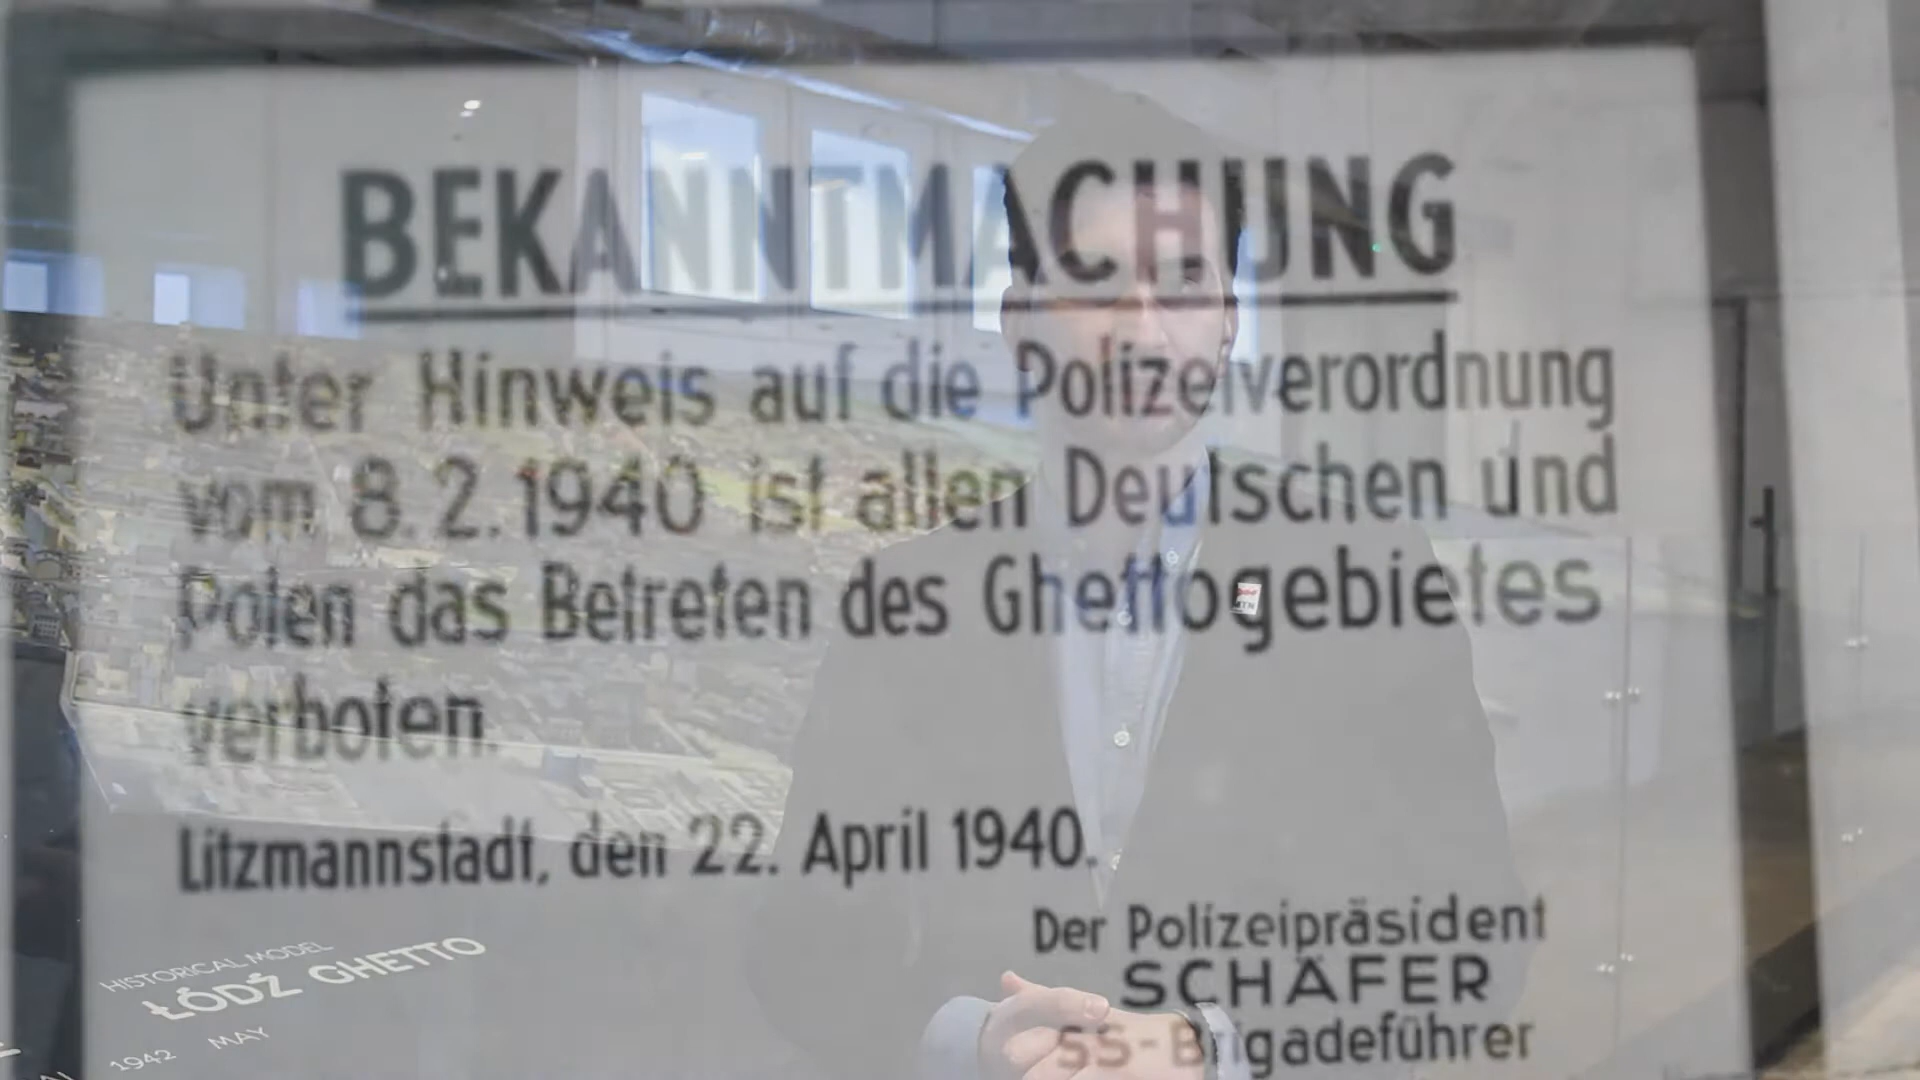 BEKANNTMACHUNG
Unter Hinweis auf die Polizeiverordnung
vom 8.2.1940 ist allen Deutschen und
Polen das Betreten des Ghettogebietes
verboten.
Litzmannstadt, den 22. April 1940.
Der Polizeipräsident
SCHÄFER
SS-Brigadeführer
HISTORICAL MODEL
ŁÓDŹ GHETTO
1942 MAY